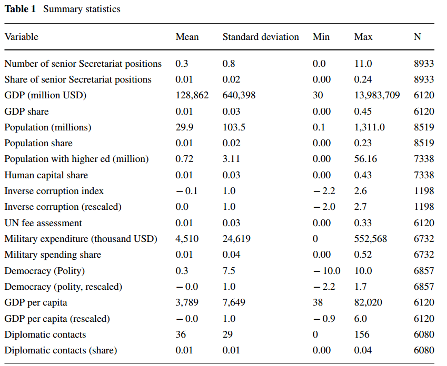 Table 1 Summary statistics
Variable Mean Standard deviation Min Max N
Number of senior Secretariat positions 0.3 0.8 0.0 11.0 8933
Share of senior Secretariat positions 0.01 0.02 0.00 0.24 8933
GDP (million USD) 128,862 640,398 30 13,983,709 6120
GDP share 0.01 0.03 0.00 0.45 6120
Population (millions) 29.9 103.5 0.1 1,311.0 8519
Population share 0.01 0.02 0.00 0.23 8519
Population with higher ed (million) 0.72 3.11 0.00 56.16 7338
Human capital share 0.01 0.03 0.00 0.43 7338
Inverse corruption index − 0.1 1.0 − 2.2 2.6 1198
Inverse corruption (rescaled) 0.0 1.0 − 2.0 2.7 1198
UN fee assessment 0.01 0.03 0.00 0.33 6120
Military expenditure (thousand USD) 4,510 24,619 0 552,568 6732
Military spending share 0.01 0.04 0.00 0.52 6732
Democracy (Polity) 0.3 7.5 − 10.0 10.0 6857
Democracy (polity, rescaled) − 0.0 1.0 − 2.2 1.7 6857
GDP per capita 3,789 7,649 38 82,020 6120
GDP per capita (rescaled) − 0.0 1.0 − 0.9 6.0 6120
Diplomatic contacts 36 29 0 156 6080
Diplomatic contacts (share) 0.01 0.01 0.00 0.04 6080